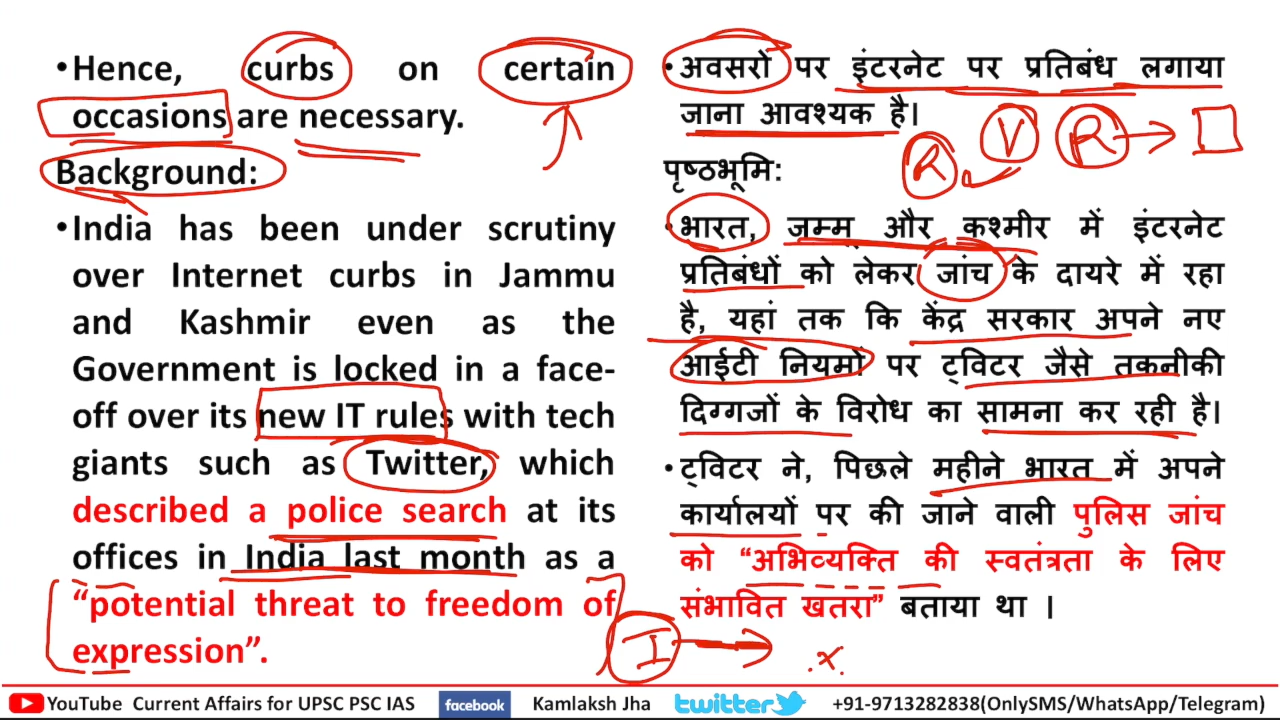 •Hence, curbs on certain
occasions are necessary.
Background:
•India has been under scrutiny
over Internet curbs in Jammu
and Kashmir even as the
Government is locked in a face-
off over its new IT rules with tech
giants such as Twitter, which
described a police search at its
offices in India last month as a
“potential threat to freedom of
expression”.
•अवसरों पर इंटरनेट पर प्रतिबंध लगाया
जाना आवश्यक है।
R V R
पृष्ठभूमि:
•भारत, जम्मू और कश्मीर में इंटरनेट
प्रतिबंधों को लेकर जांच के दायरे में रहा
है, यहां तक कि केंद्र सरकार अपने नए
आईटी नियमों पर ट्विटर जैसे तकनीकी
दिग्गजों के विरोध का सामना कर रही है।
•ट्विटर ने, पिछले महीने भारत में अपने
कार्यालयों पर की जाने वाली पुलिस जांच
को “अभिव्यक्ति की स्वतंत्रता के लिए
संभावित खतरा” बताया था ।
I x
YouTube Current Affairs for UPSC PSC IAS facebook Kamlaksh Jha twitter +91-9713282838(OnlySMS/WhatsApp/Telegram)